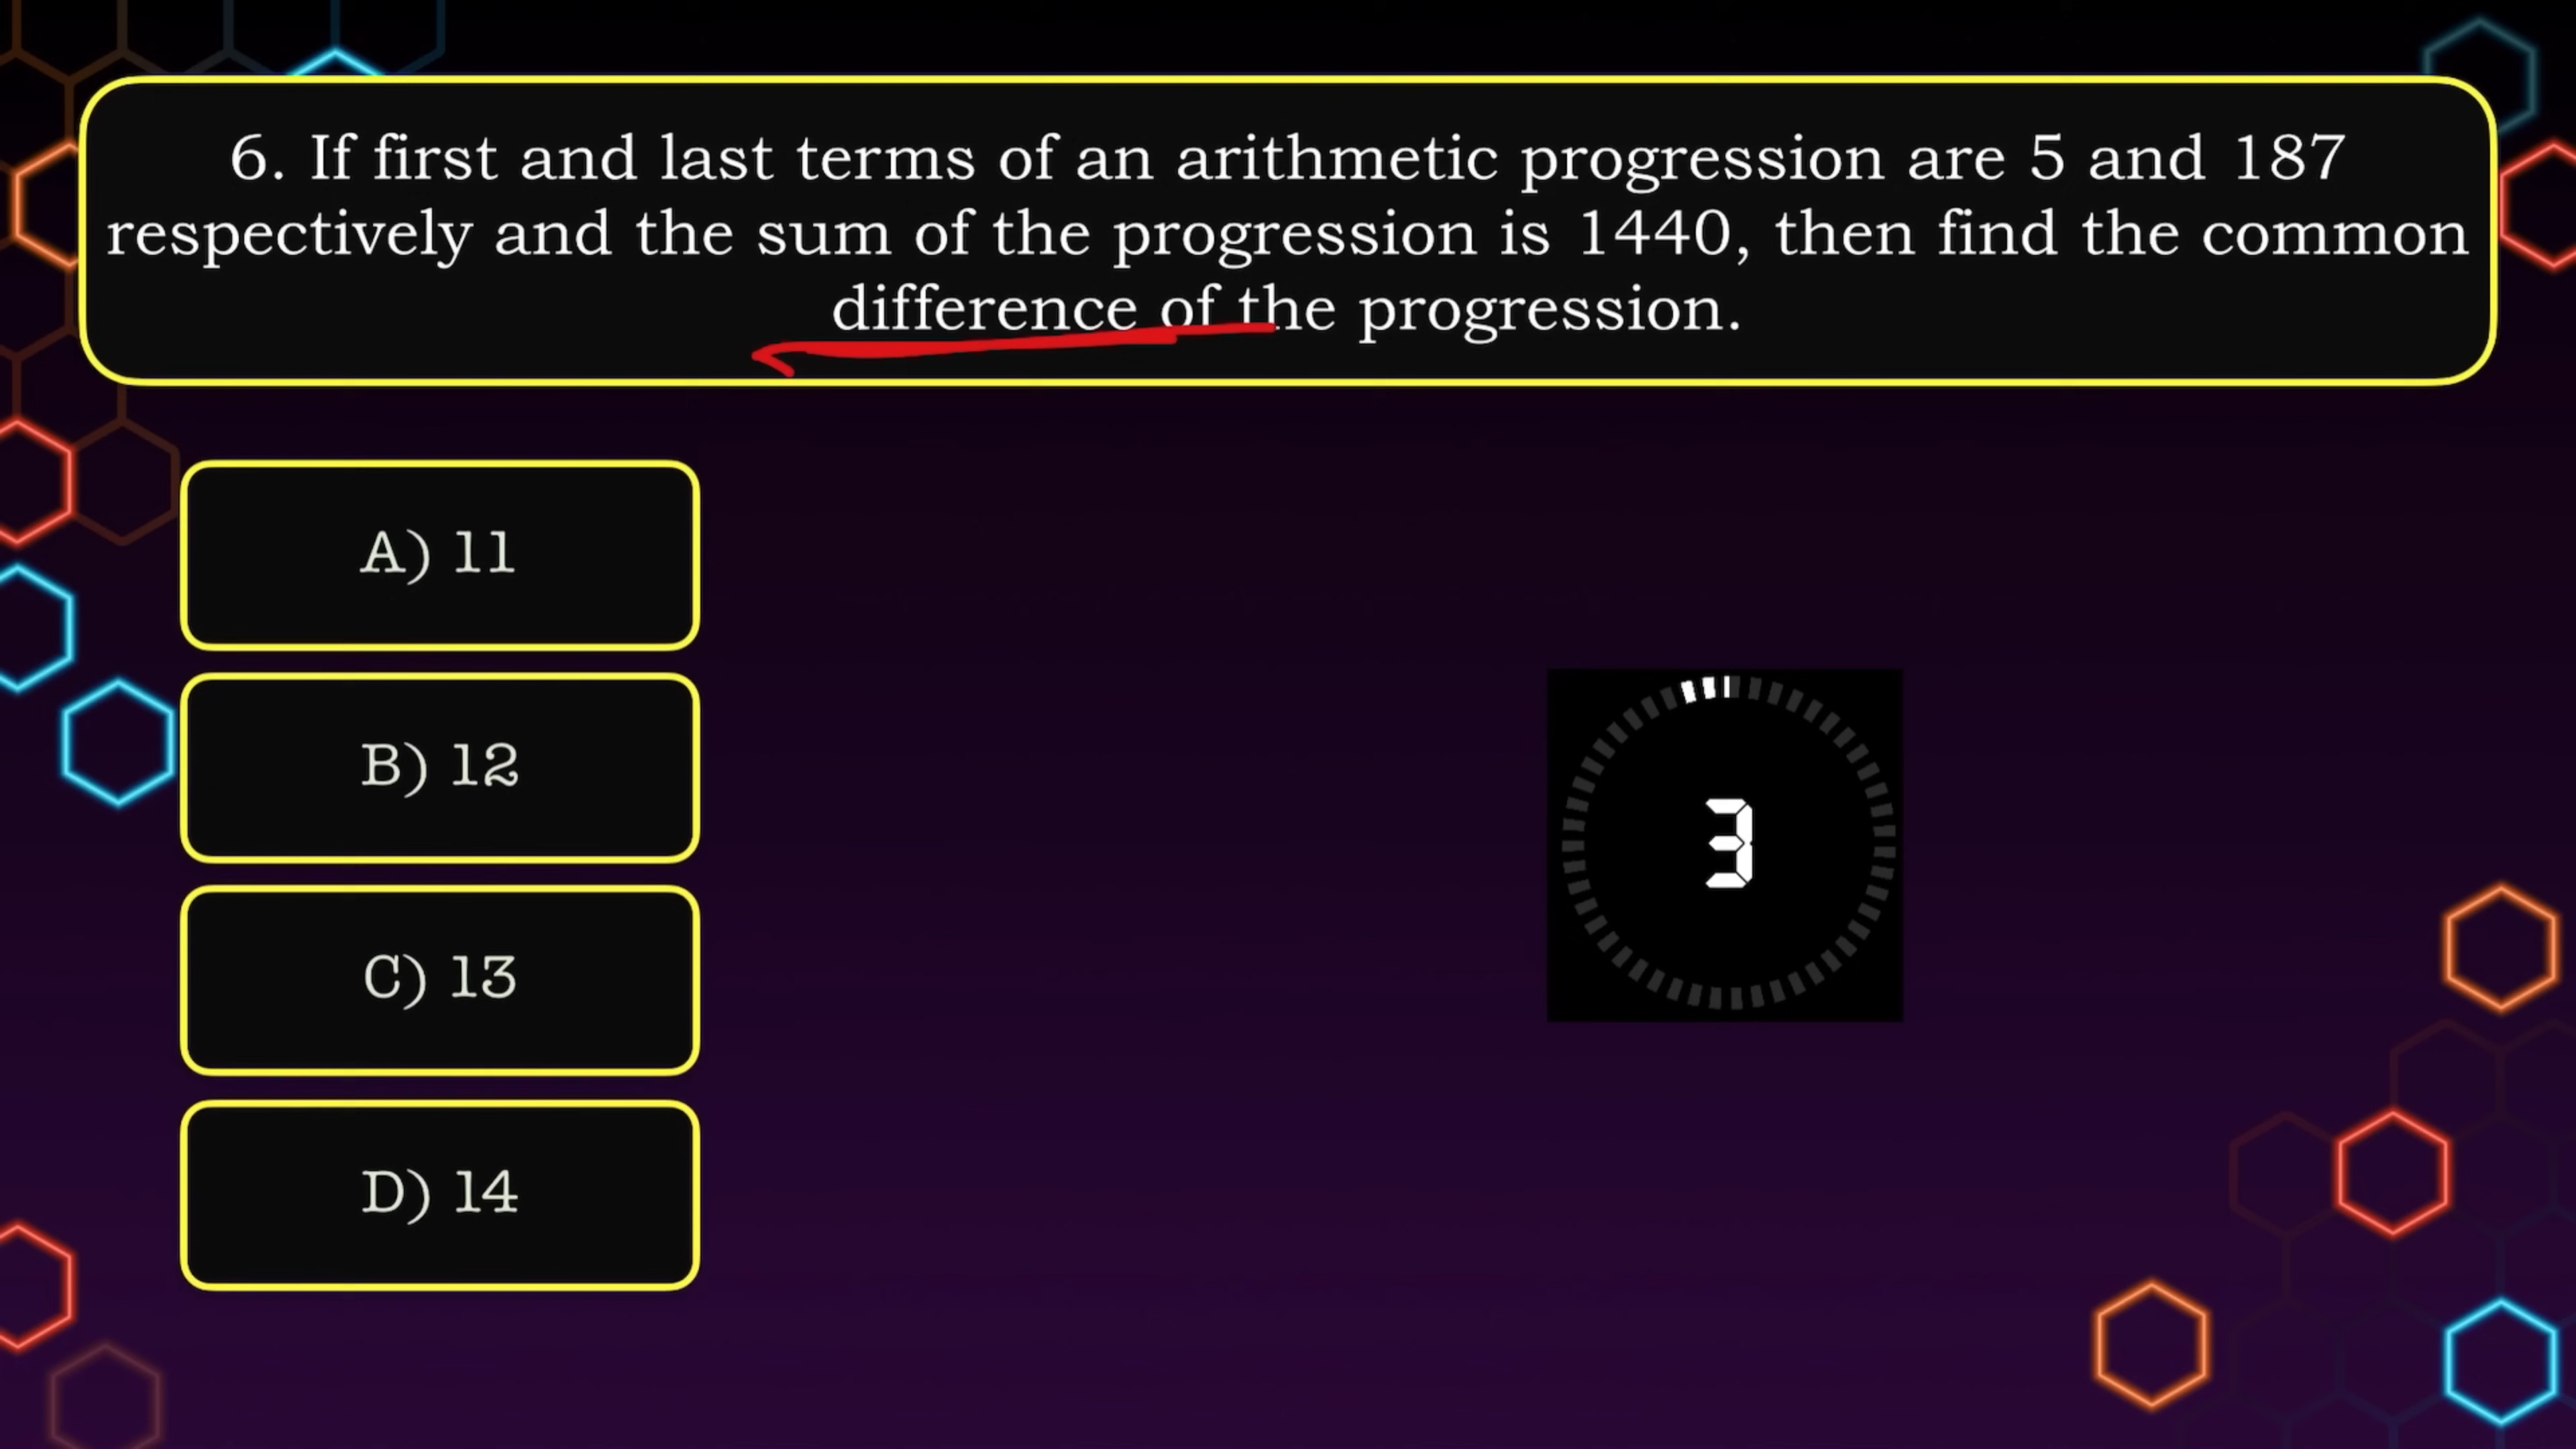 6. If first and last terms of an arithmetic progression are 5 and 187
respectively and the sum of the progression is 1440, then find the common
difference of the progression.
A) 11
B) 12
C) 13
D) 14
3